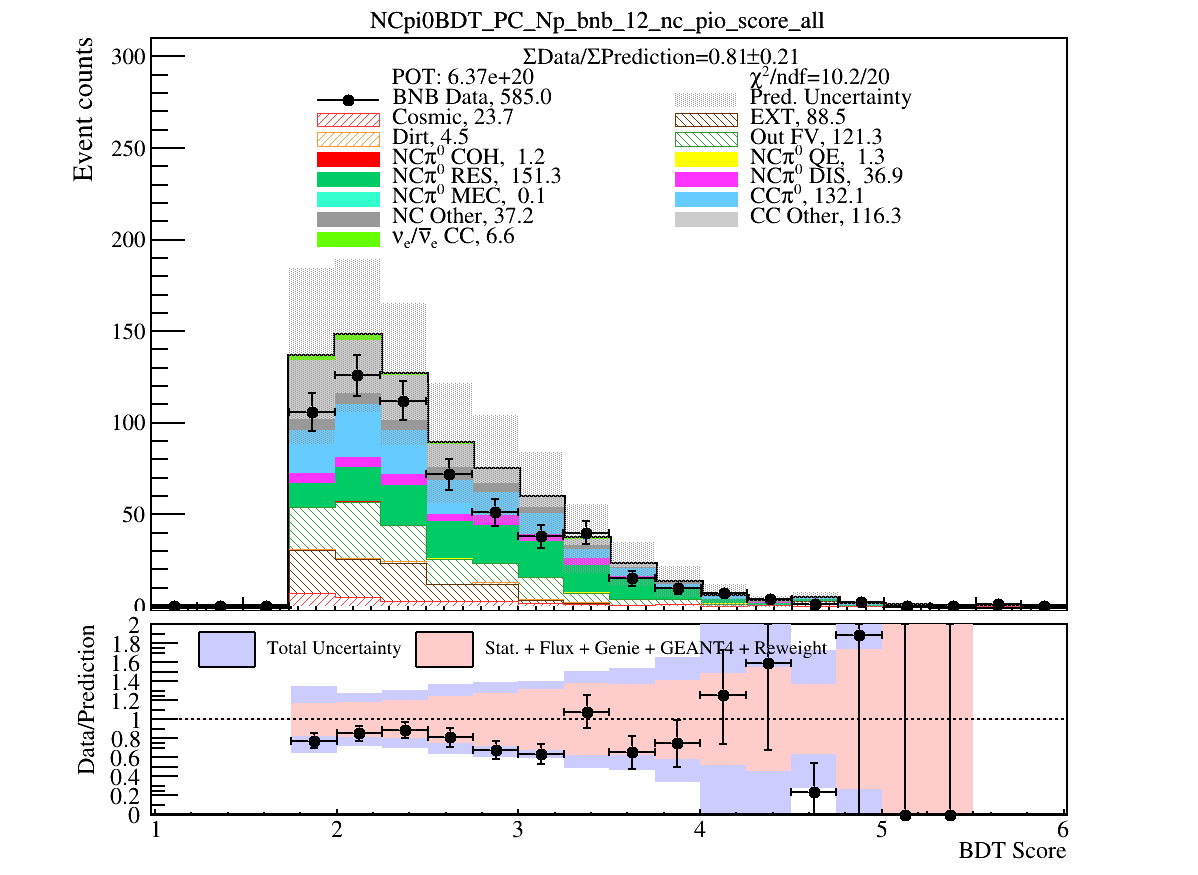 NCpi0BDT_PC_Np_bnb_12_nc_pio_score_all
ΣData/ΣPrediction=0.81±0.21
POT: 6.37e+20
χ²/ndf=10.2/20
BNB Data, 585.0
Pred. Uncertainty
Cosmic, 23.7
EXT, 88.5
Dirt, 4.5
Out FV, 121.3
NCπ⁰ COH, 1.2
NCπ⁰ QE, 1.3
NCπ⁰ RES, 151.3
NCπ⁰ DIS, 36.9
NCπ⁰ MEC, 0.1
CCπ⁰, 132.1
NC Other, 37.2
CC Other, 116.3
νₑ/ν̅ₑ CC, 6.6
Event counts
300
250
200
150
100
50
0
Total Uncertainty
Stat. + Flux + Genie + GEANT4 + Reweight
Data/Prediction
2
1.8
1.6
1.4
1.2
1
0.8
0.6
0.4
0.2
0
1 2 3 4 5 6
BDT Score